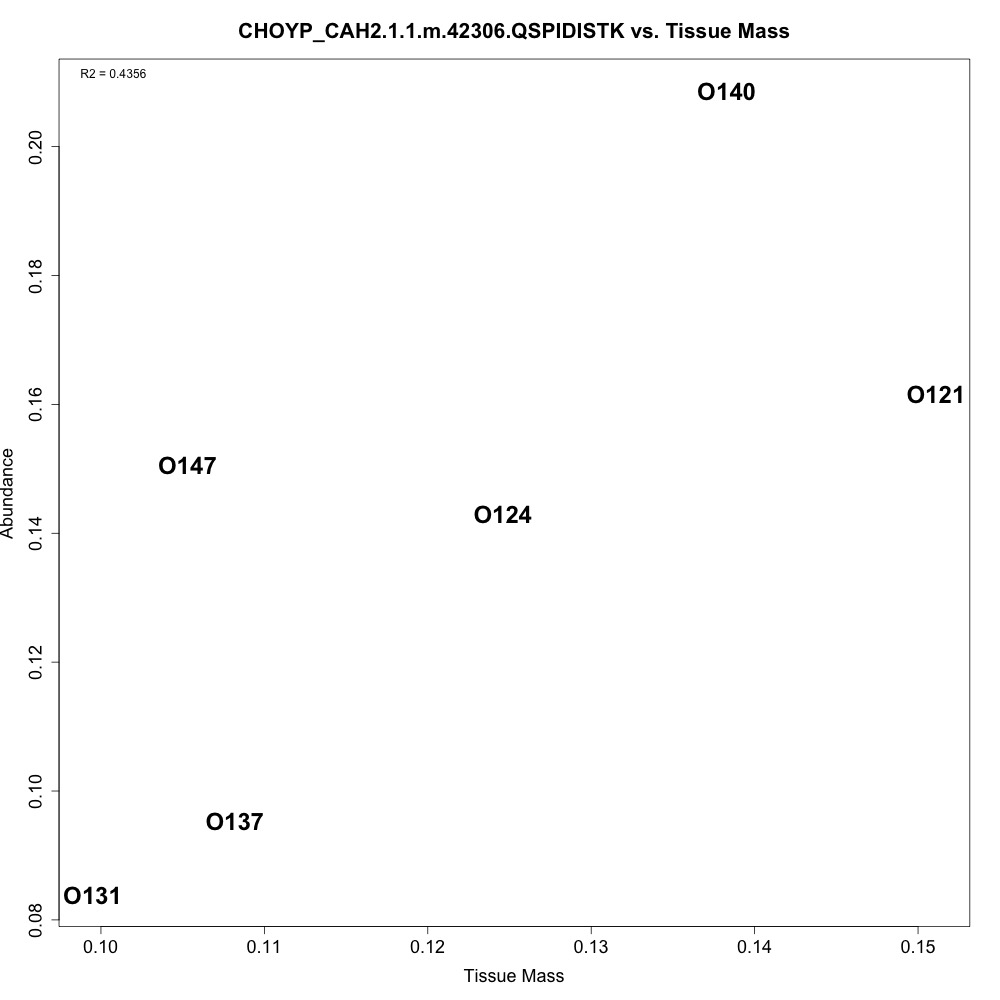 CHOYP_CAH2.1.1.m.42306.QSPIDISTK vs. Tissue Mass
R2 = 0.4356
O140
0.20
0.18
O121
0.16
O147
Abundance
O124
0.14
0.12
0.10
O137
O131
0.08
0.10 0.11 0.12 0.13 0.14 0.15
Tissue Mass